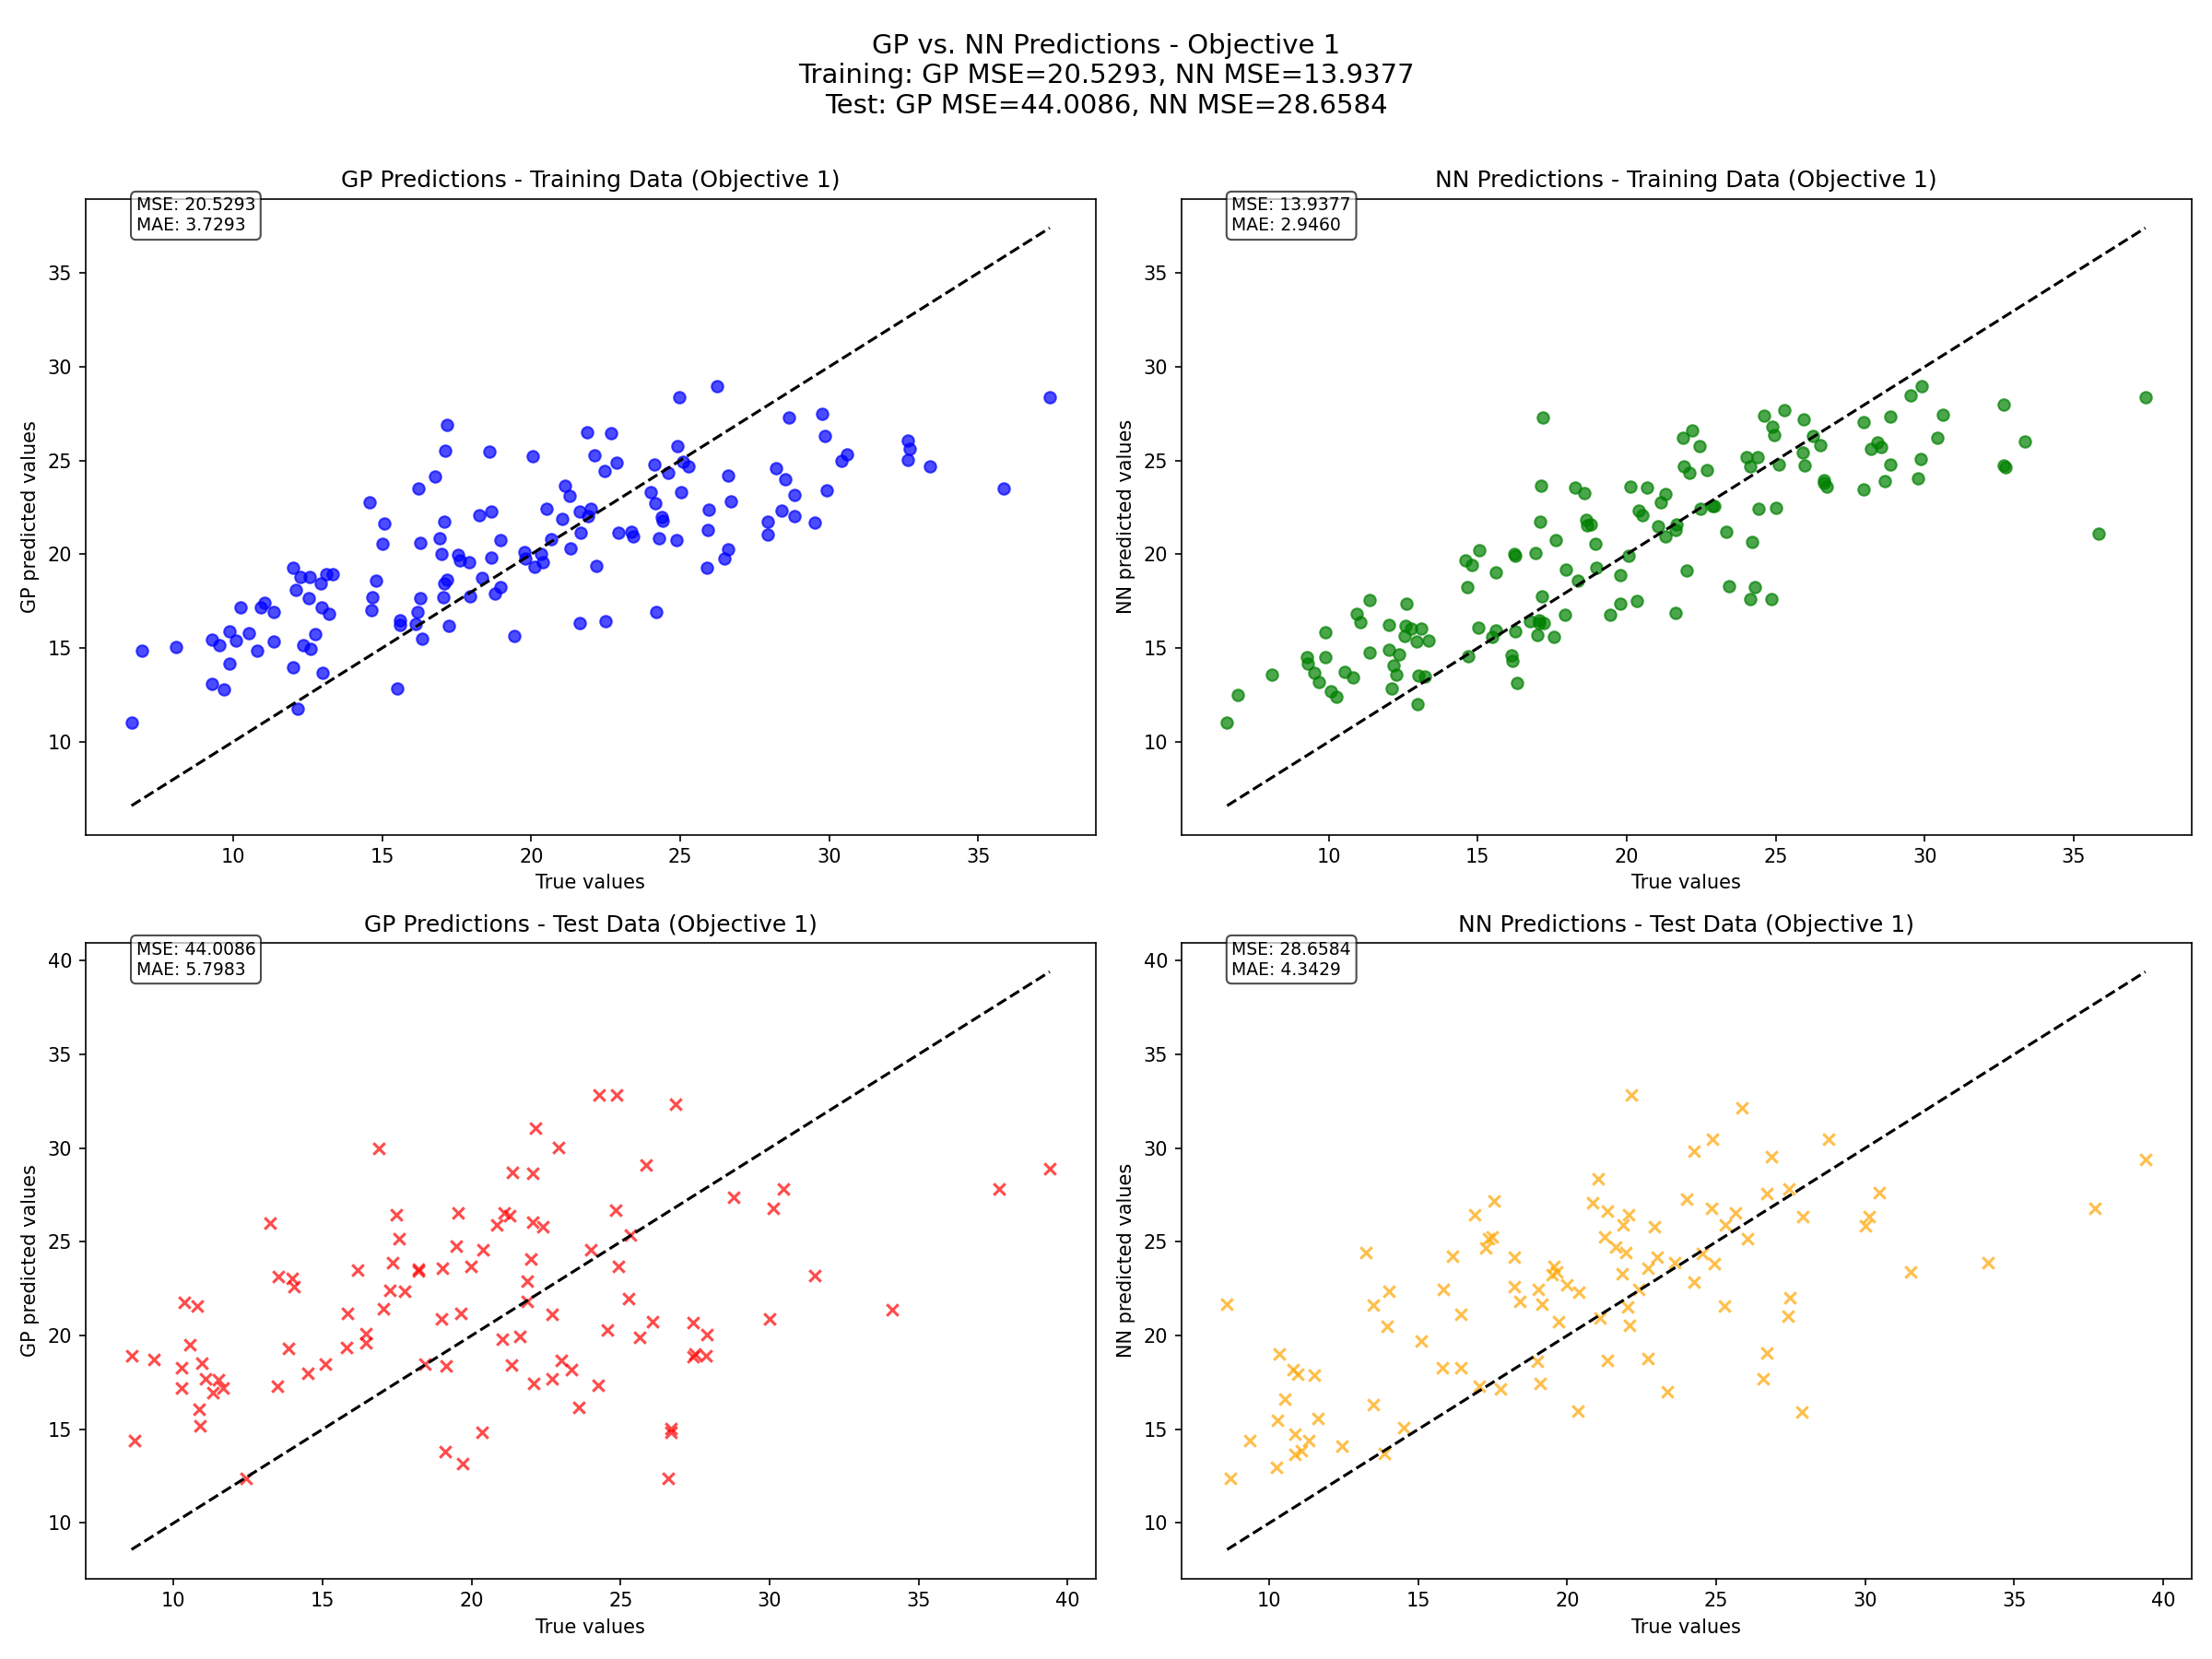 GP vs. NN Predictions - Objective 1
Training: GP MSE=20.5293, NN MSE=13.9377
Test: GP MSE=44.0086, NN MSE=28.6584
GP Predictions - Training Data (Objective 1)
MSE: 20.5293
MAE: 3.7293
35
30
25
20
15
10
GP predicted values
10 15 20 25 30 35
True values
NN Predictions - Training Data (Objective 1)
MSE: 13.9377
MAE: 2.9460
35
30
25
20
15
10
NN predicted values
10 15 20 25 30 35
True values
GP Predictions - Test Data (Objective 1)
MSE: 44.0086
MAE: 5.7983
40
35
30
25
20
15
10
GP predicted values
10 15 20 25 30 35 40
True values
NN Predictions - Test Data (Objective 1)
MSE: 28.6584
MAE: 4.3429
40
35
30
25
20
15
10
NN predicted values
10 15 20 25 30 35 40
True values